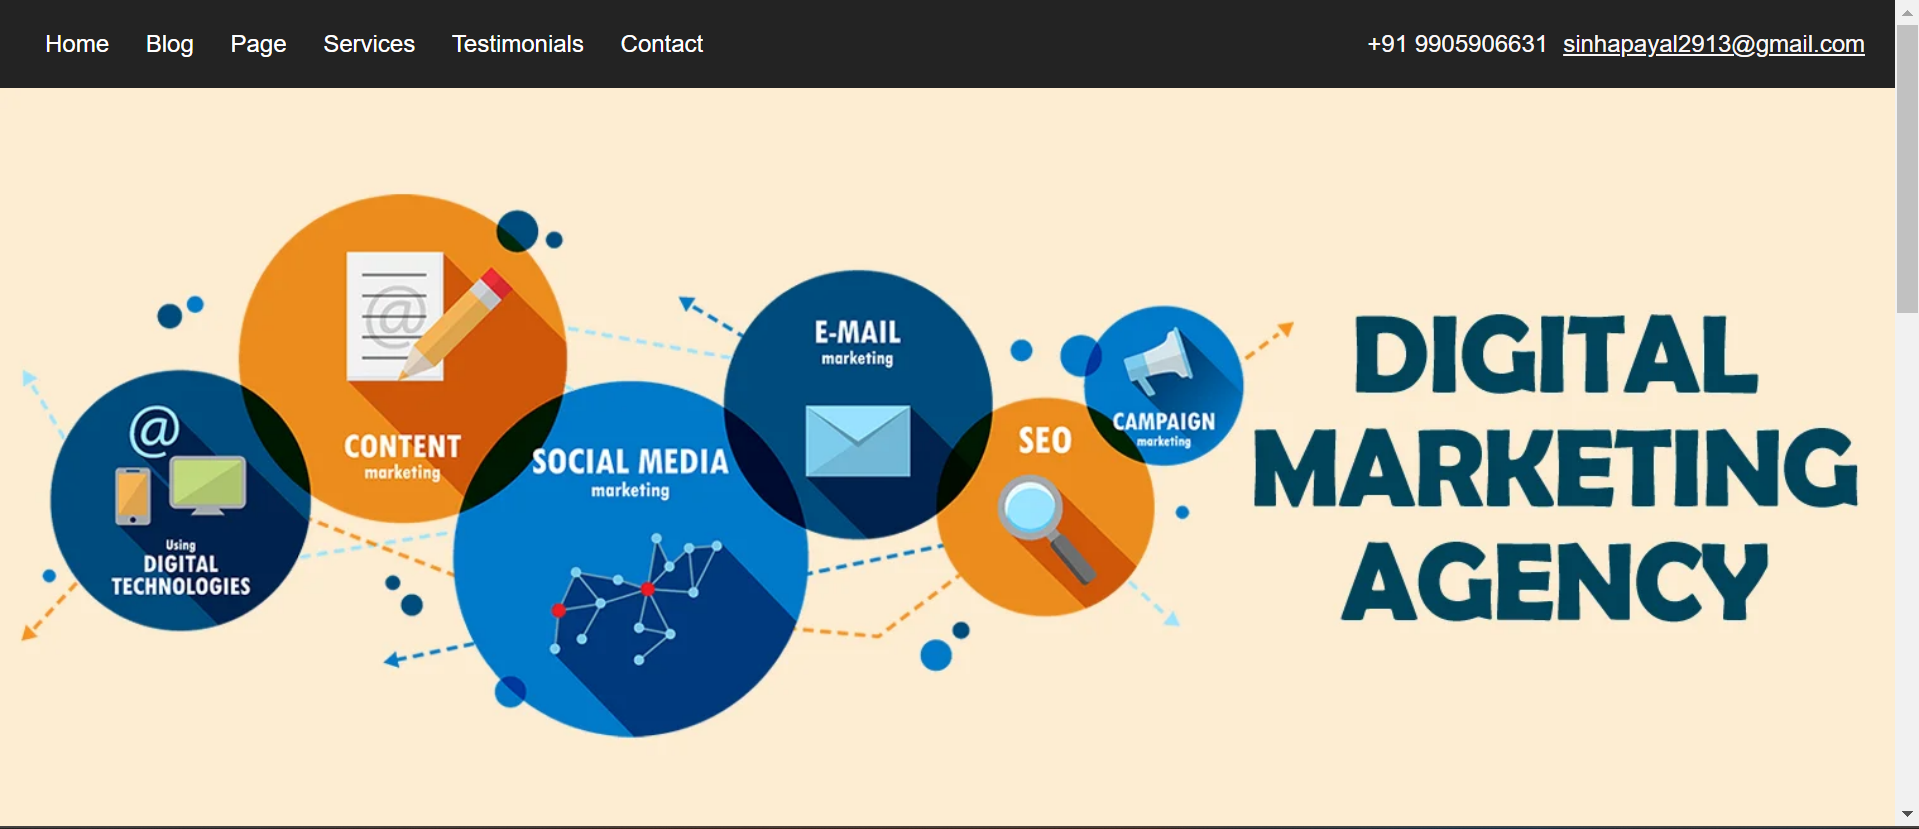 Home Blog Page Services Testimonials Contact +91 9905906631 sinhapayal2913@gmail.com
@
CONTENT
marketing
@
Using
DIGITAL
TECHNOLOGIES
SOCIAL MEDIA
marketing
E-MAIL
marketing
SEO
CAMPAIGN
marketing
DIGITAL
MARKETING
AGENCY